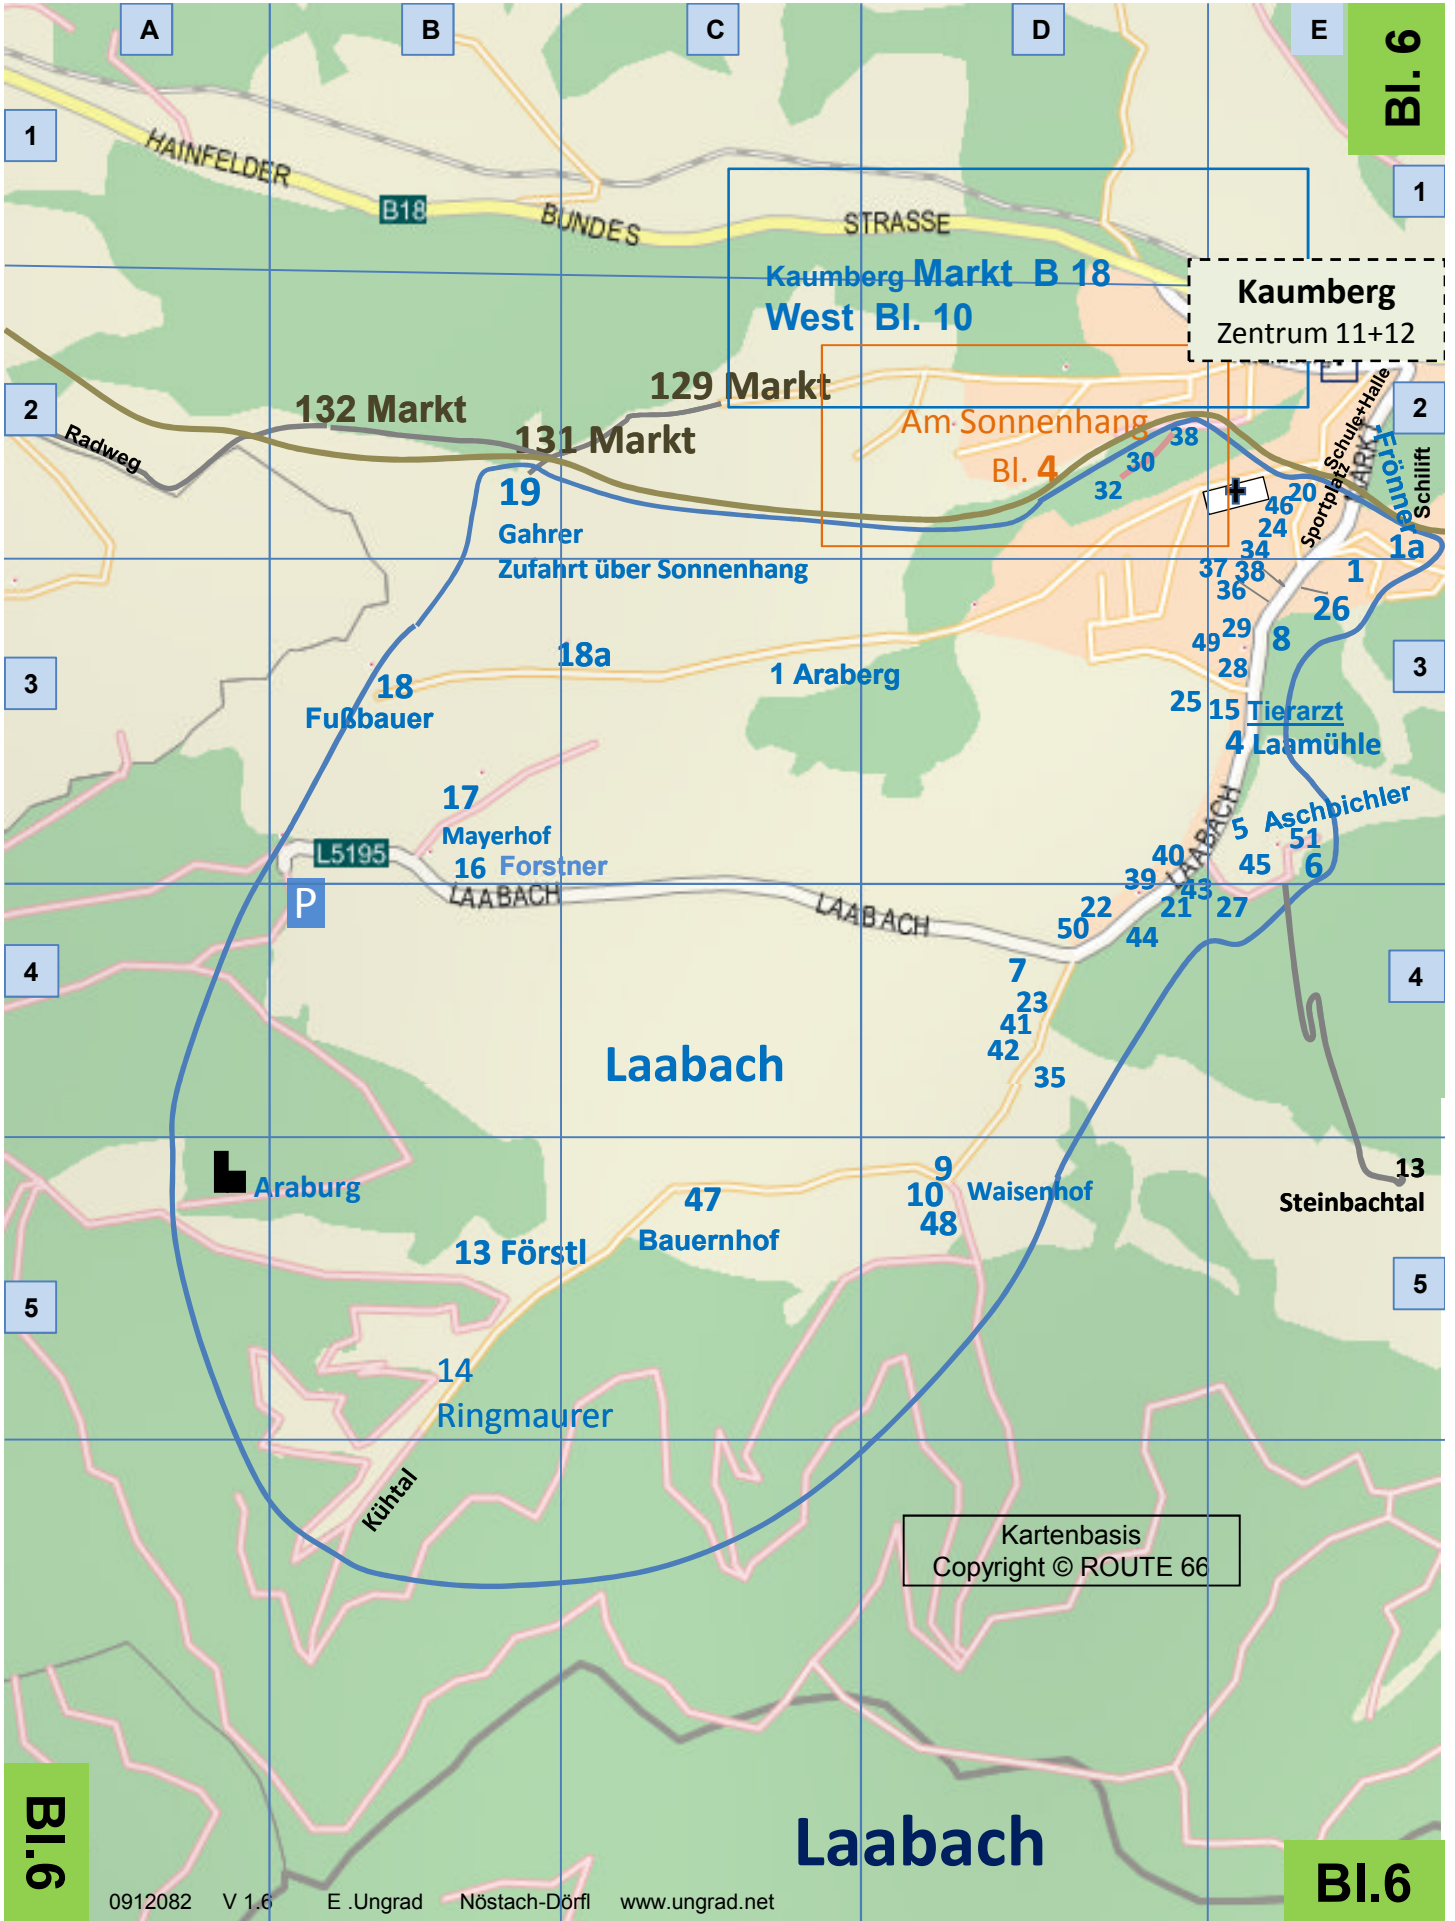 A
B
C
D
E
Bl. 6
1
HAINFELDER
B18
BUNDES
STRASSE
1
Kaumberg Markt B 18
West Bl. 10
Kaumberg
Zentrum 11+12
2
132 Markt
129 Markt
131 Markt
Radweg
Am Sonnenhang
Bl. 4
38
30
32
Schule+Halle
Sportplatz
MARKT
Frönner
Schilift
2
19
Gahrer
Zufahrt über Sonnenhang
20
46
24
34
1a
37
38
36
1
26
29
8
49
28
3
18a
1 Araberg
18
Fußbauer
3
25
15 Tierarzt
4 Laamühle
17
Mayerhof
16 Forstner
L5195
LAABACH
LAABACH
LAABACH
5 Aschbichler
51
45
6
40
39
43
22
21
27
50
44
P
4
7
23
41
42
35
4
Laabach
Araburg
9
10
48
Waisenhof
13
Steinbachtal
47
Bauernhof
13 Förstl
5
5
14
Ringmaurer
Kühtal
Kartenbasis
Copyright © ROUTE 66
Laabach
Bl.6
Bl.6
0912082 V 1.6 E .Ungrad Nöstach-Dörfl www.ungrad.net